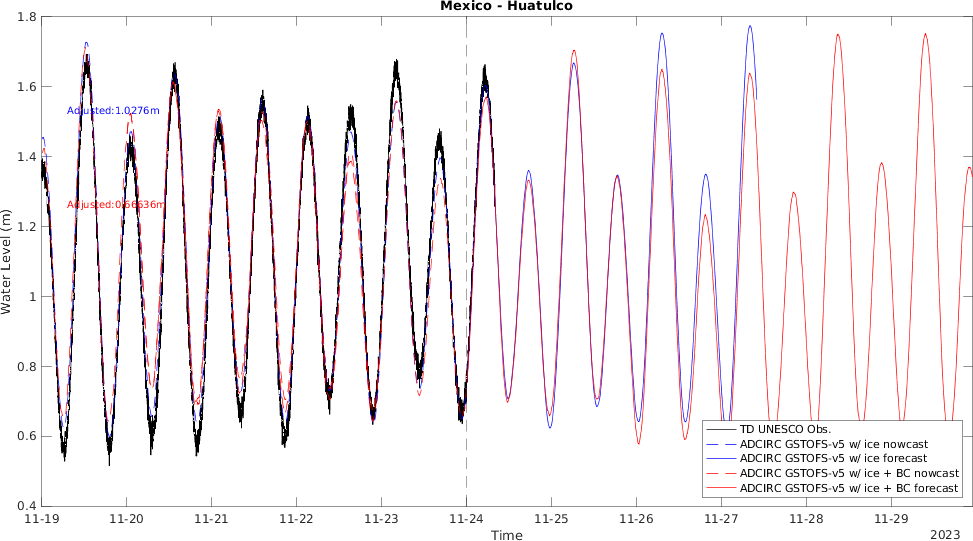 Mexico - Huatulco
1.8
1.6
1.4
1.2
1
0.8
0.6
0.4
Water Level (m)
Adjusted:1.0276m
Adjusted:0.66636m
TD UNESCO Obs.
ADCIRC GSTOFS-v5 w/ ice nowcast
ADCIRC GSTOFS-v5 w/ ice forecast
ADCIRC GSTOFS-v5 w/ ice + BC nowcast
ADCIRC GSTOFS-v5 w/ ice + BC forecast
11-19 11-20 11-21 11-22 11-23 11-24 11-25 11-26 11-27 11-28 11-29
Time
2023